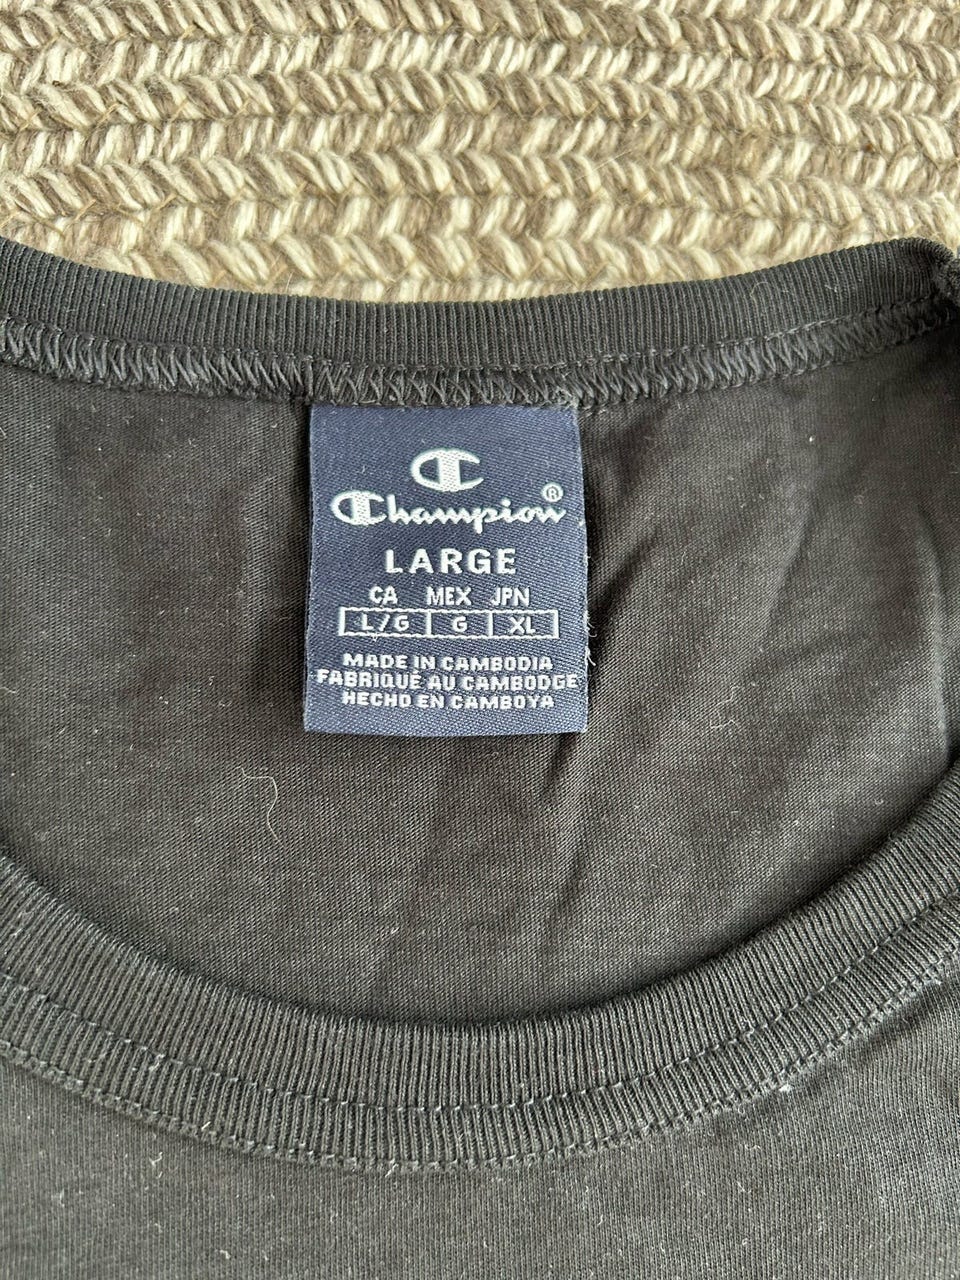 Champion®
LARGE
CA MEX JPN
L/G G XL
MADE IN CAMBODIA
FABRIQUÉ AU CAMBODGE
HECHO EN CAMBOYA